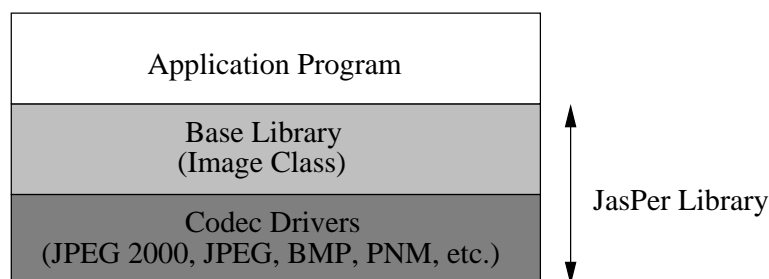 Application Program
Base Library
(Image Class)
Codec Drivers
(JPEG 2000, JPEG, BMP, PNM, etc.)
JasPer Library